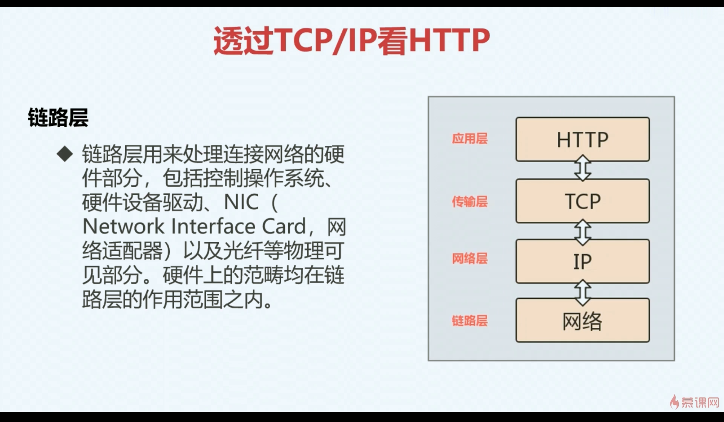 透过TCP/IP看HTTP
链路层
◆ 链路层用来处理连接网络的硬
件部分，包括控制操作系统、
硬件设备驱动、NIC（
Network Interface Card，网
络适配器）以及光纤等物理可
见部分。硬件上的范畴均在链
路层的作用范围之内。
应用层 HTTP
传输层 TCP
网络层 IP
链路层 网络
慕课网